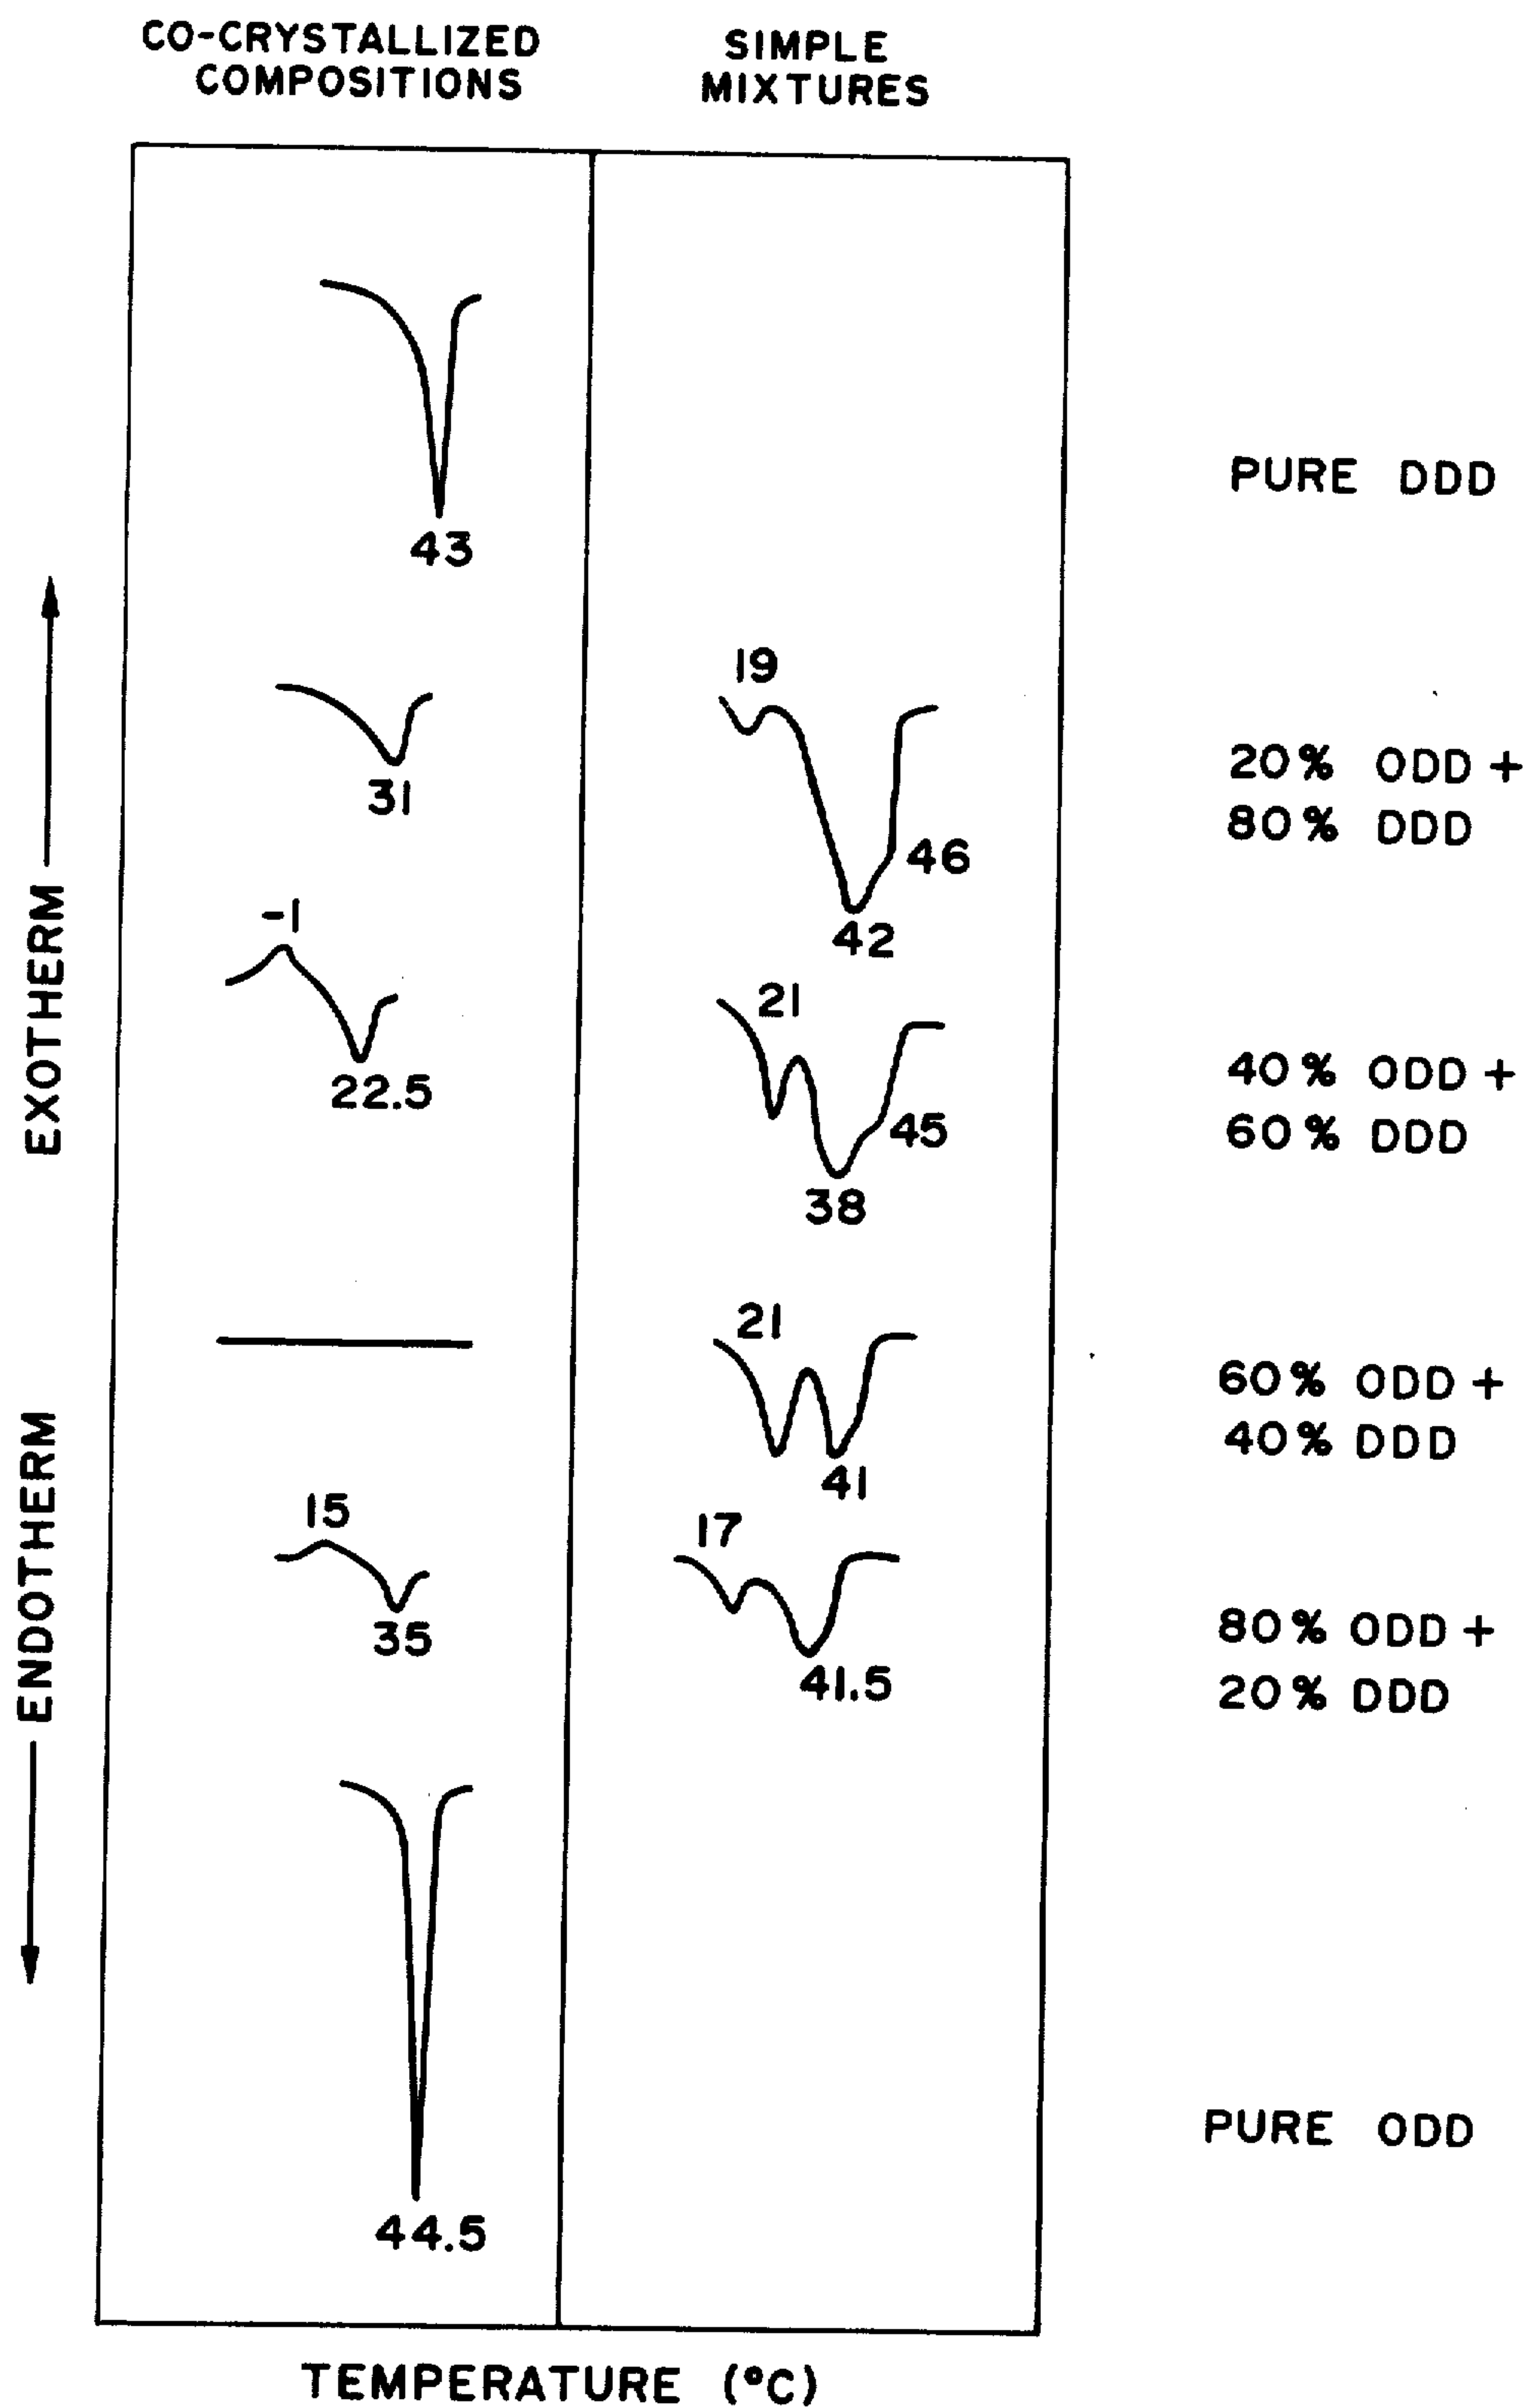 CO-CRYSTALLIZED
COMPOSITIONS
SIMPLE
MIXTURES
43
PURE DDD
31
19
46
42
20% ODD +
80% DDD
-1
22.5
21
45
38
40% ODD +
60% DDD
21
41
60% ODD +
40% DDD
15
35
17
41.5
80% ODD +
20% DDD
44.5
PURE ODD
EXOTHERM
ENDOTHERM
TEMPERATURE (°C)